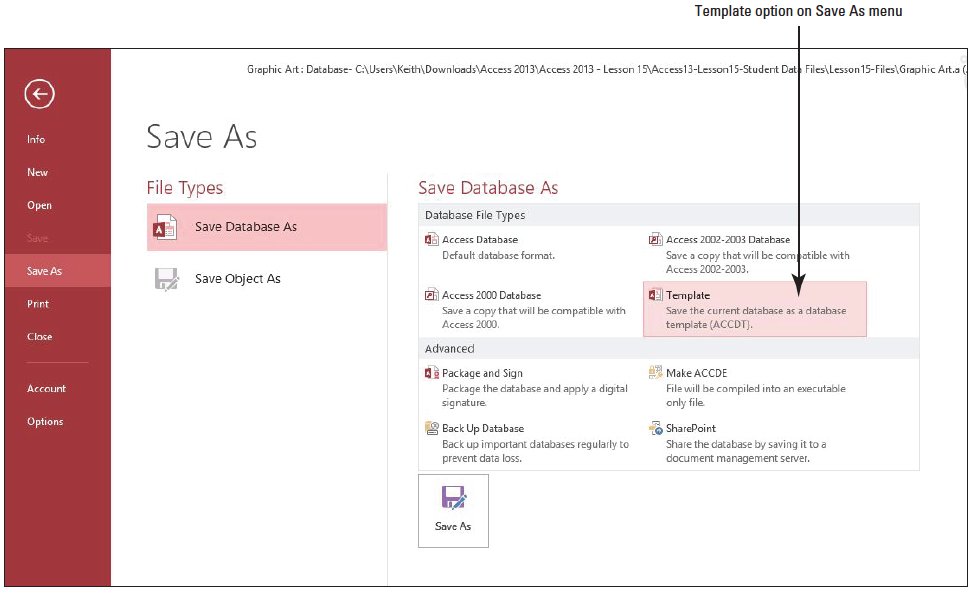 Template option on Save As menu
Graphic Art : Database- C:\Users\Keith\Downloads\Access 2013\Access 2013 - Lesson 15\Access13-Lesson15-Student Data Files\Lesson15-Files\Graphic Art.a (
Info
New
Open
Save
Save As
Print
Close
Account
Options
Save As
File Types
Save Database As
Save Object As
Save Database As
Database File Types
Access Database
Default database format.
Access 2002-2003 Database
Save a copy that will be compatible with
Access 2002-2003.
Access 2000 Database
Save a copy that will be compatible with
Access 2000.
Template
Save the current database as a database
template (ACCDT).
Advanced
Package and Sign
Package the database and apply a digital
signature.
Make ACCDE
File will be compiled into an executable
only file.
Back Up Database
Back up important databases regularly to
prevent data loss.
SharePoint
Share the database by saving it to a
document management server.
Save As